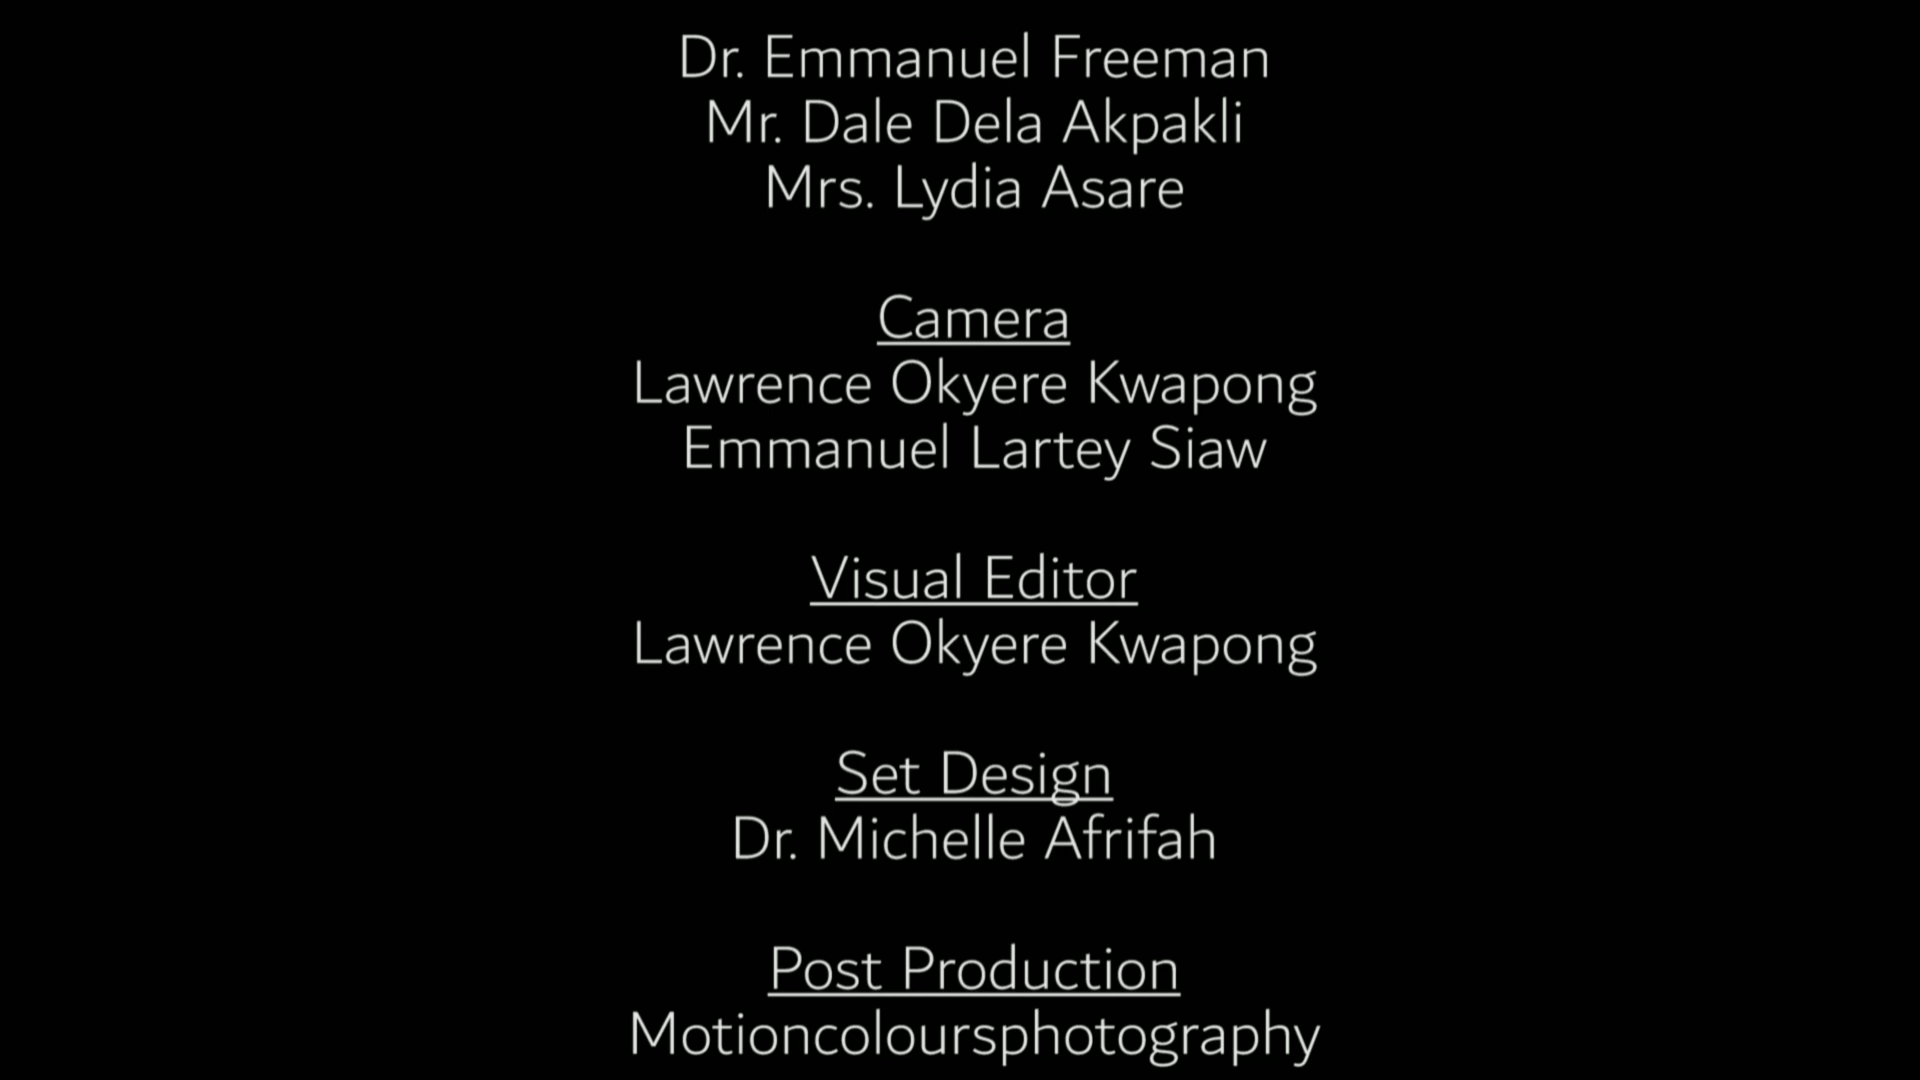 Dr. Emmanuel Freeman
Mr. Dale Dela Akpakli
Mrs. Lydia Asare
Camera
Lawrence Okyere Kwapong
Emmanuel Lartey Siaw
Visual Editor
Lawrence Okyere Kwapong
Set Design
Dr. Michelle Afrifah
Post Production
Motioncoloursphotography